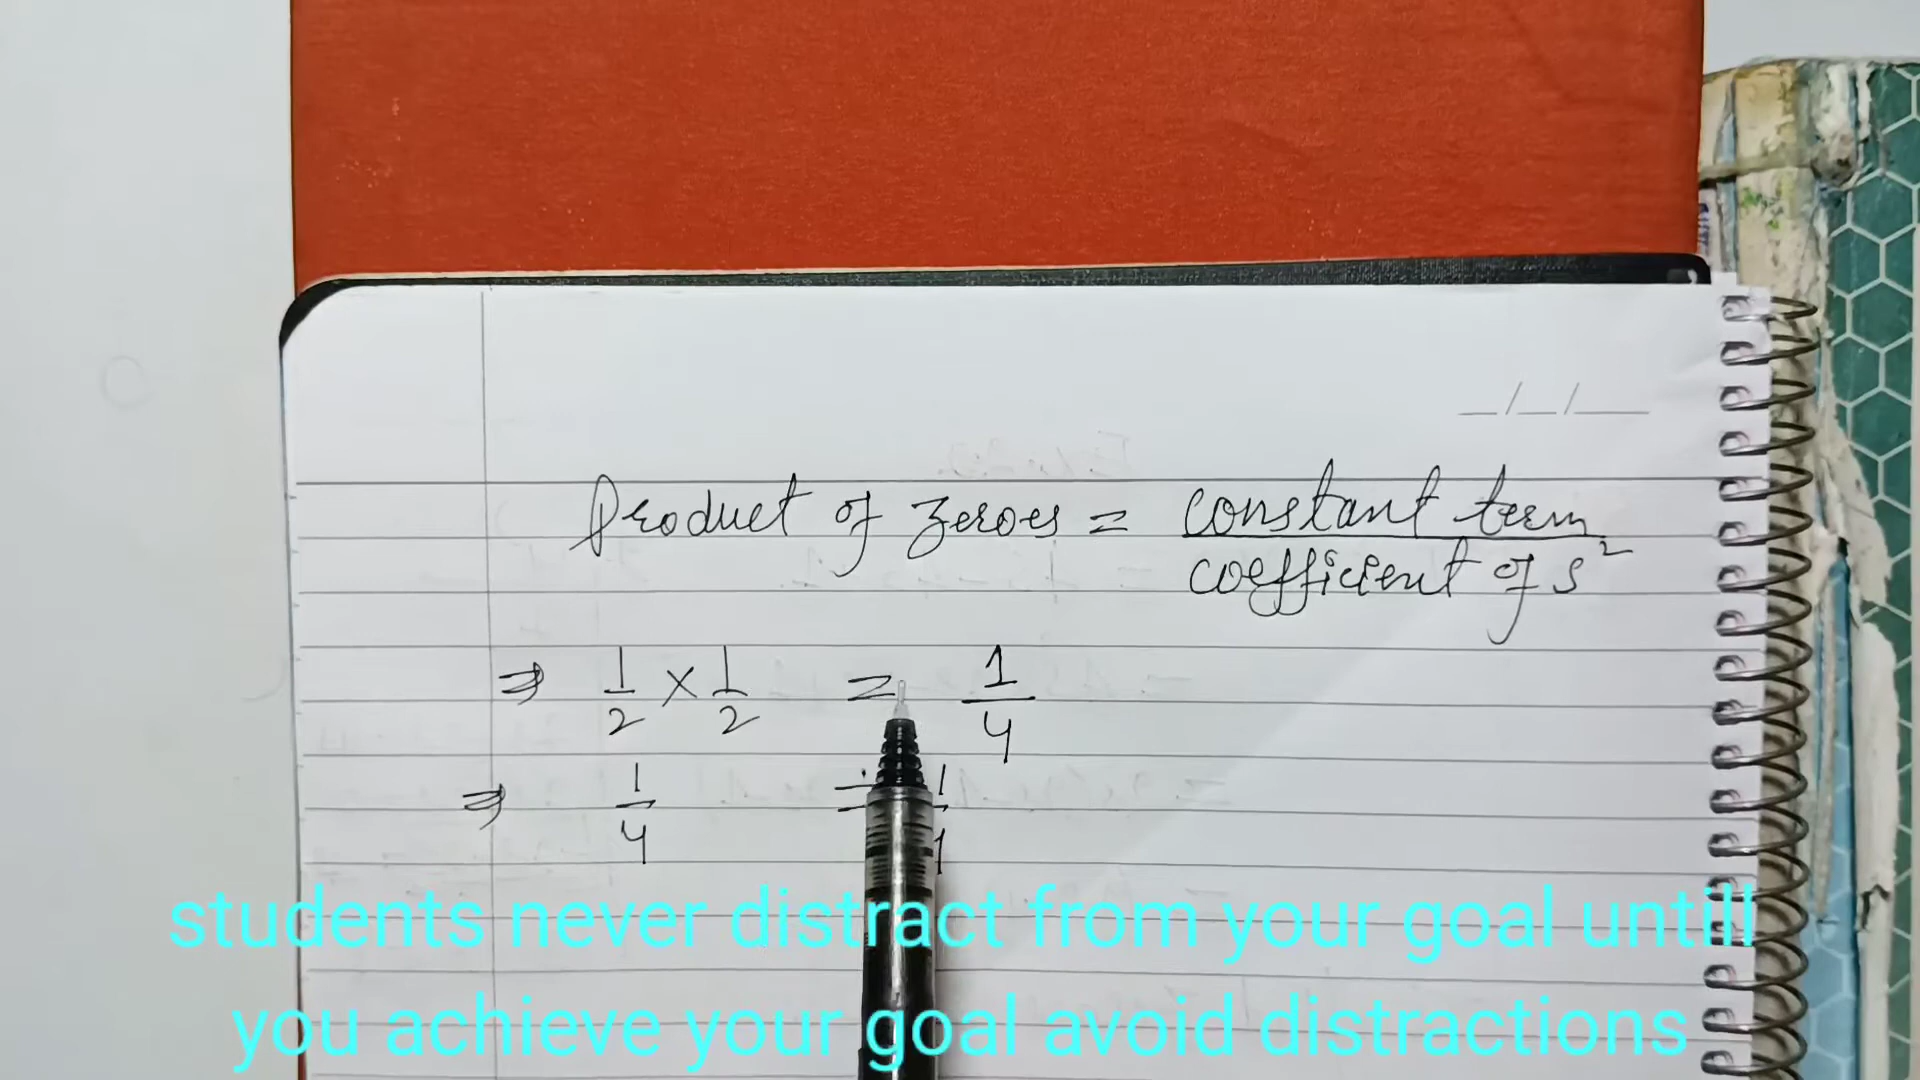 Product of zeroes = constant term / coefficient of s²
⇒ 1/2 × 1/2 = 1/4
⇒ 1/4 =
students never distract from your goal untill
you achieve your goal avoid distractions